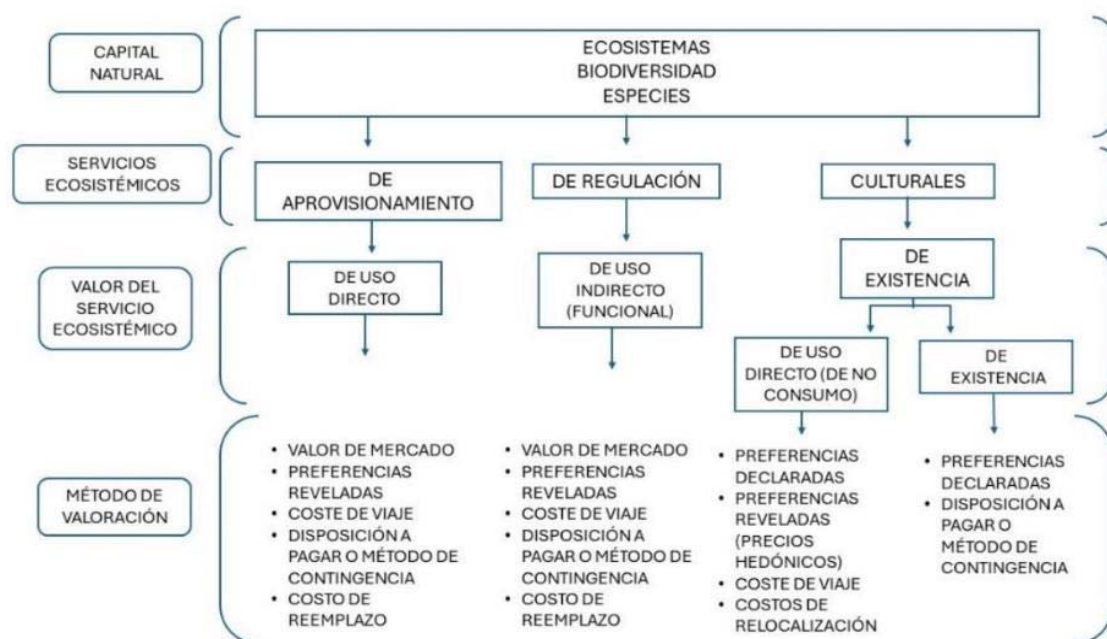 CAPITAL
NATURAL
ECOSISTEMAS
BIODIVERSIDAD
ESPECIES
SERVICIOS
ECOSISTÉMICOS
DE
APROVISIONAMIENTO
DE REGULACIÓN
CULTURALES
VALOR DEL
SERVICIO
ECOSISTÉMICO
DE USO
DIRECTO
DE USO
INDIRECTO
(FUNCIONAL)
DE
EXISTENCIA
DE USO
DIRECTO (DE NO
CONSUMO)
DE
EXISTENCIA
MÉTODO DE
VALORACIÓN
• VALOR DE MERCADO
• PREFERENCIAS
REVELADAS
• COSTE DE VIAJE
• DISPOSICIÓN A
PAGAR O MÉTODO DE
CONTINGENCIA
• COSTO DE
REEMPLAZO
• VALOR DE MERCADO
• PREFERENCIAS
REVELADAS
• COSTE DE VIAJE
• DISPOSICIÓN A
PAGAR O MÉTODO DE
CONTINGENCIA
• COSTO DE
REEMPLAZO
• PREFERENCIAS
DECLARADAS
• PREFERENCIAS
REVELADAS
(PRECIOS
HEDÓNICOS)
• COSTE DE VIAJE
• COSTOS DE
RELOCALIZACIÓN
• PREFERENCIAS
DECLARADAS
• DISPOSICIÓN A
PAGAR O
MÉTODO DE
CONTINGENCIA